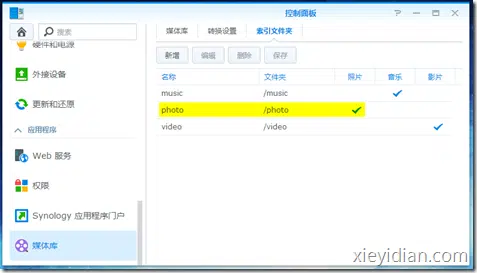 控制面板
搜索
硬件和电源
外接设备
更新和还原
应用程序
Web 服务
权限
Synology 应用程序门户
媒体库
媒体库 转换设置 索引文件夹
新增 编辑 删除 保存
名称 文件夹 照片 音乐 影片
music /music
photo /photo
video /video
xieyidian.com